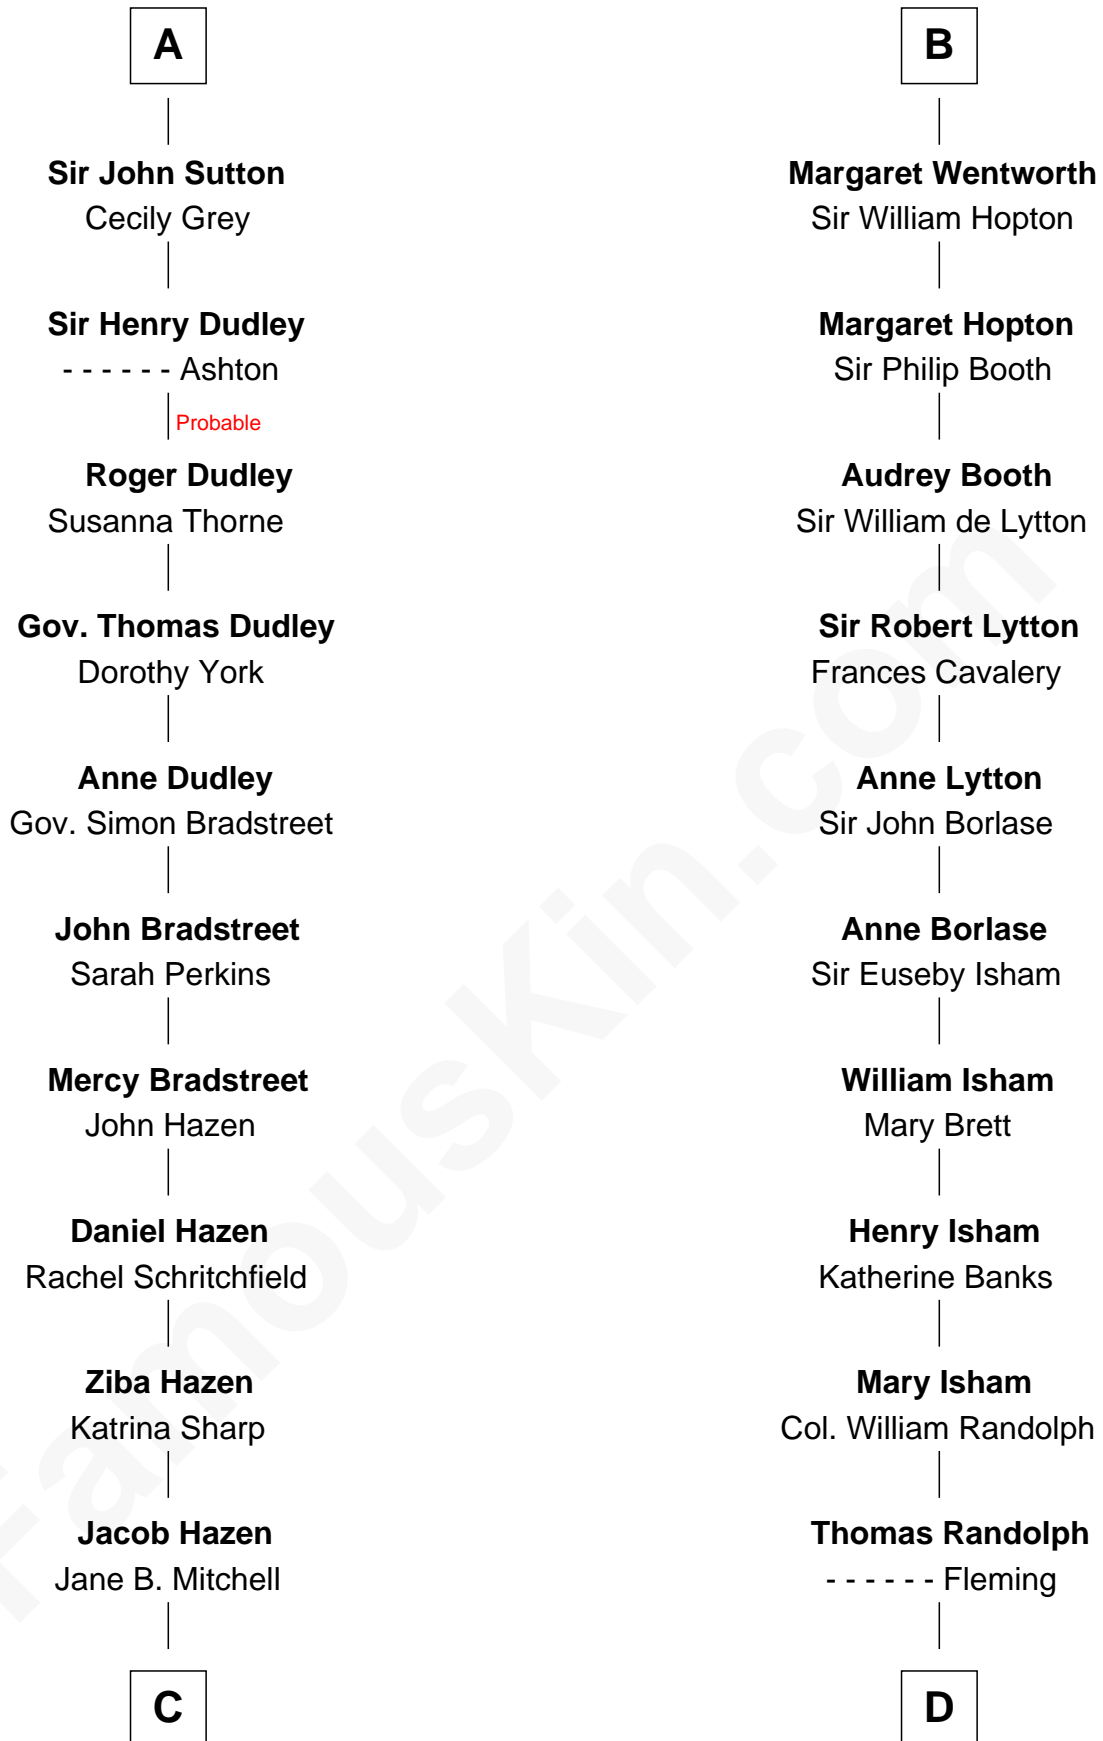 A
Sir John Sutton
Cecily Grey
Sir Henry Dudley
- - - - - - Ashton
Probable
Roger Dudley
Susanna Thorne
Gov. Thomas Dudley
Dorothy York
Anne Dudley
Gov. Simon Bradstreet
John Bradstreet
Sarah Perkins
Mercy Bradstreet
John Hazen
Daniel Hazen
Rachel Schritchfield
Ziba Hazen
Katrina Sharp
Jacob Hazen
Jane B. Mitchell
C
B
Margaret Wentworth
Sir William Hopton
Margaret Hopton
Sir Philip Booth
Audrey Booth
Sir William de Lytton
Sir Robert Lytton
Frances Cavalery
Anne Lytton
Sir John Borlase
Anne Borlase
Sir Euseby Isham
William Isham
Mary Brett
Henry Isham
Katherine Banks
Mary Isham
Col. William Randolph
Thomas Randolph
- - - - - - Fleming
D
FamousKin.com